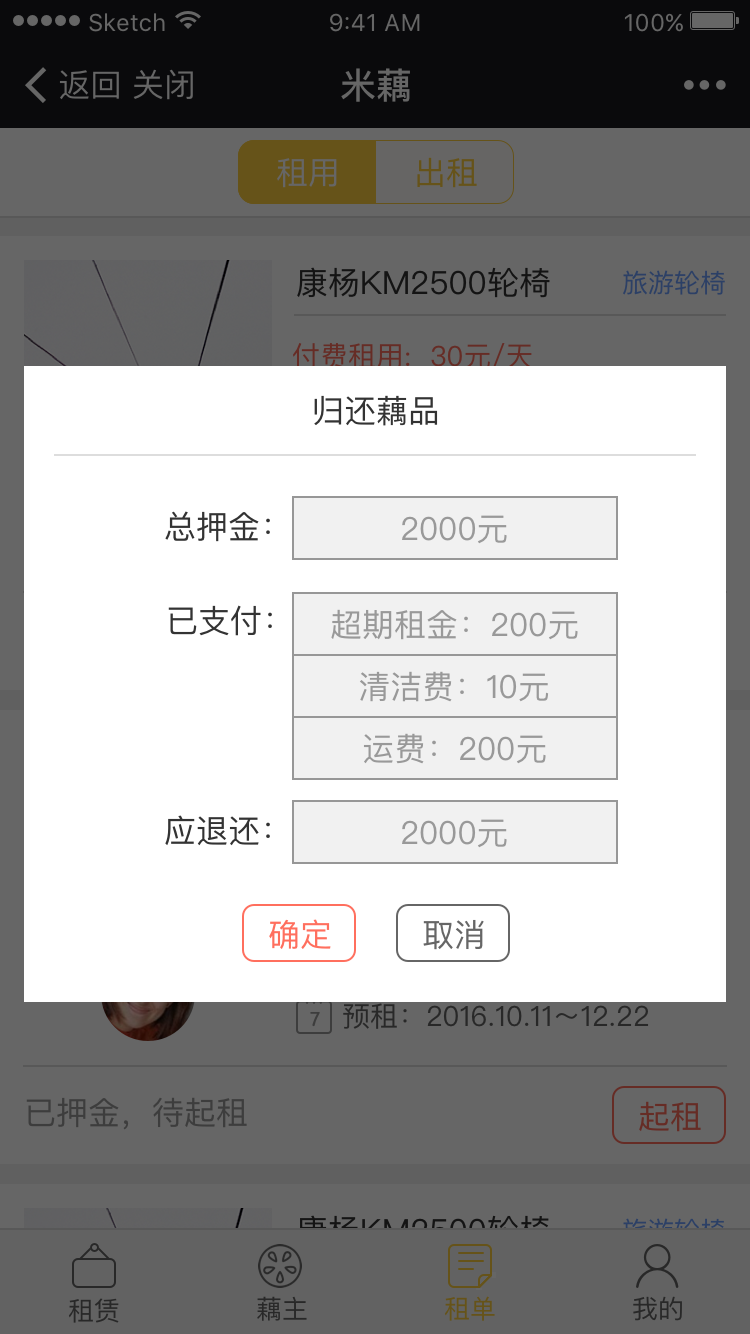 Sketch 9:41 AM 100%
返回 关闭 米藕
租用 出租
康杨KM2500轮椅 旅游轮椅
付费租用: 30元/天
归还藕品
总押金: 2000元
已支付: 超期租金: 200元
清洁费: 10元
运费: 200元
应退还: 2000元
确定 取消
7 预租: 2016.10.11～12.22
已押金, 待起租 起租
康杨KM2500轮椅 旅游轮椅
租赁 藕主 租单 我的